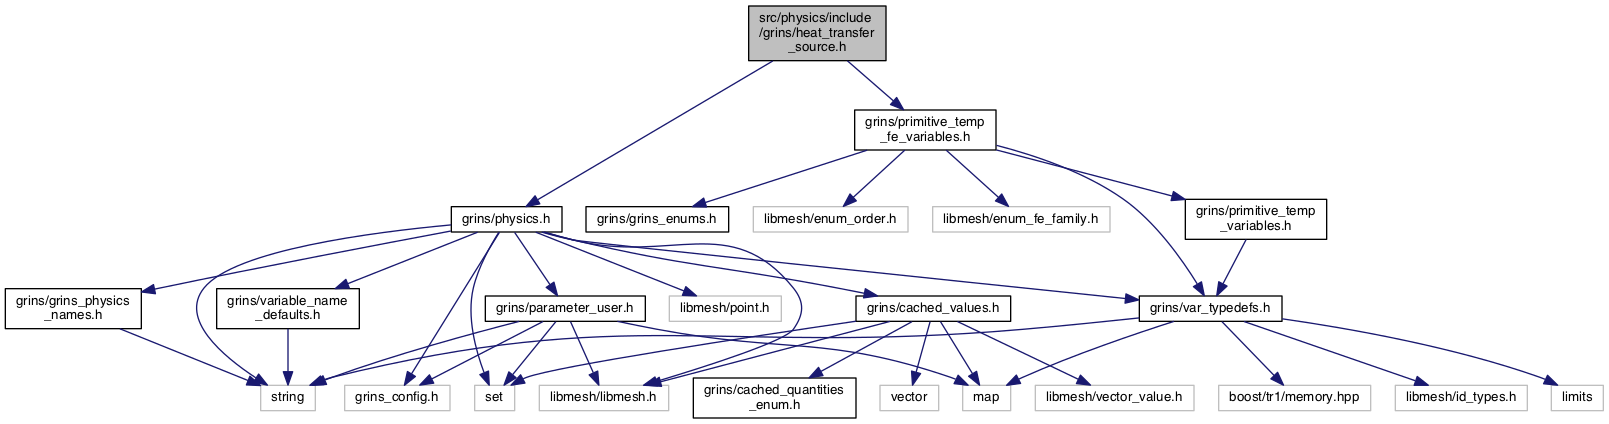 src/physics/include
/grins/heat_transfer
_source.h
grins/primitive_temp
_fe_variables.h
grins/physics.h
grins/grins_enums.h
libmesh/enum_order.h
libmesh/enum_fe_family.h
grins/primitive_temp
_variables.h
grins/grins_physics
_names.h
grins/variable_name
_defaults.h
grins/parameter_user.h
libmesh/point.h
grins/cached_values.h
grins/var_typedefs.h
string
grins_config.h
set
libmesh/libmesh.h
grins/cached_quantities
_enum.h
vector
map
libmesh/vector_value.h
boost/tr1/memory.hpp
libmesh/id_types.h
limits